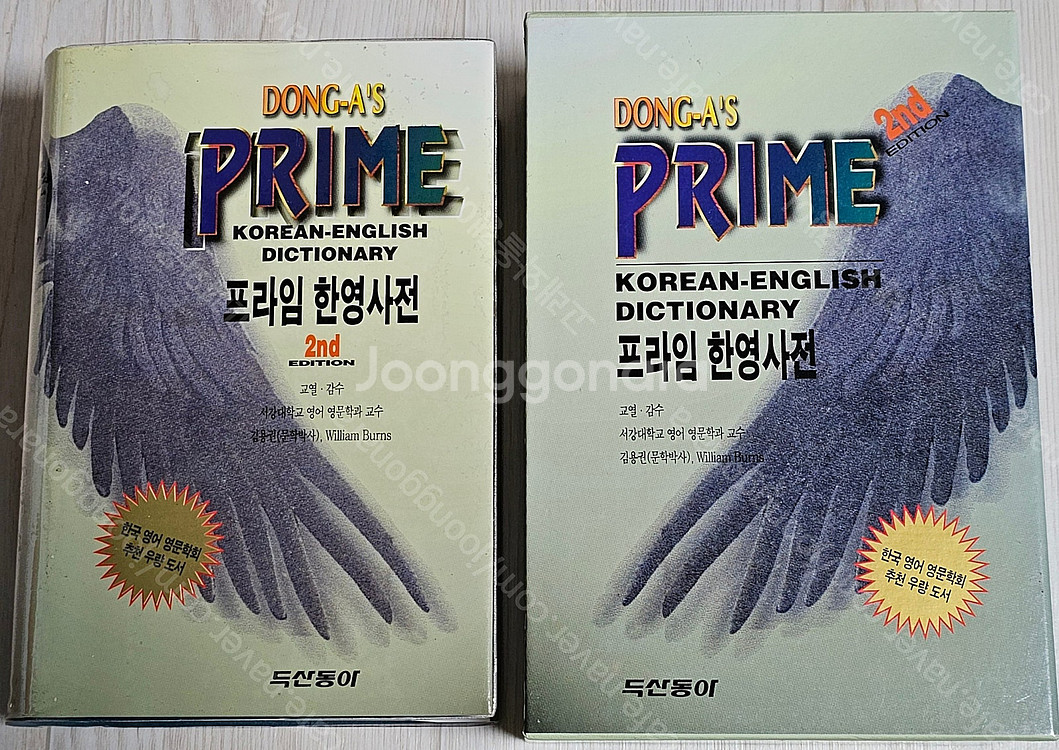 DONG-A'S
PRIME
KOREAN-ENGLISH
DICTIONARY
프라임 한영사전
2nd
EDITION
교열·감수
서강대학교 영어 영문학과 교수
김용권(문학박사), William Burns
한국 영어 영문학회
추천 우량 도서
두산동아
DONG-A'S
2nd
EDITION
PRIME
KOREAN-ENGLISH
DICTIONARY
프라임 한영사전
교열·감수
서강대학교 영어 영문학과 교수
김용권(문학박사), William Burns
한국 영어 영문학회
추천 우량 도서
두산동아
Joonggonara